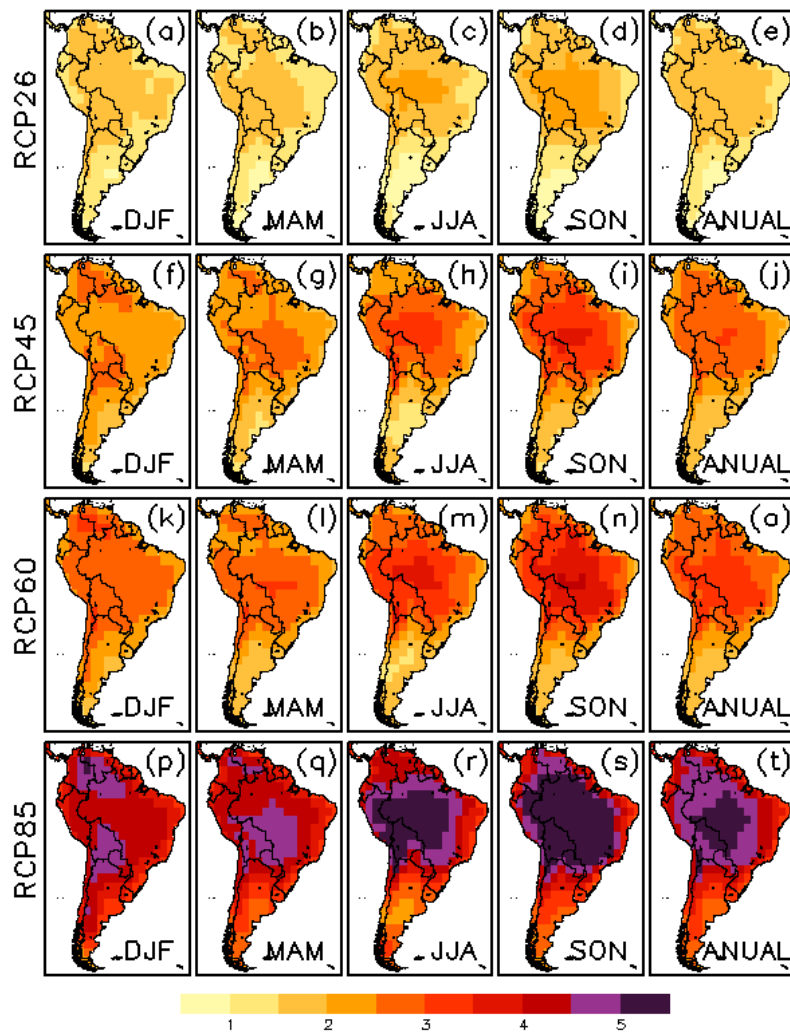 (a) (b) (c) (d) (e)
RCP26
DJF MAM JJA SON ANUAL
(f) (g) (h) (i) (j)
RCP45
DJF MAM JJA SON ANUAL
(k) (l) (m) (n) (a)
RCP60
DJF MAM JJA SON ANUAL
(p) (q) (r) (s) (t)
RCP85
DJF MAM JJA SON ANUAL
1 2 3 4 5